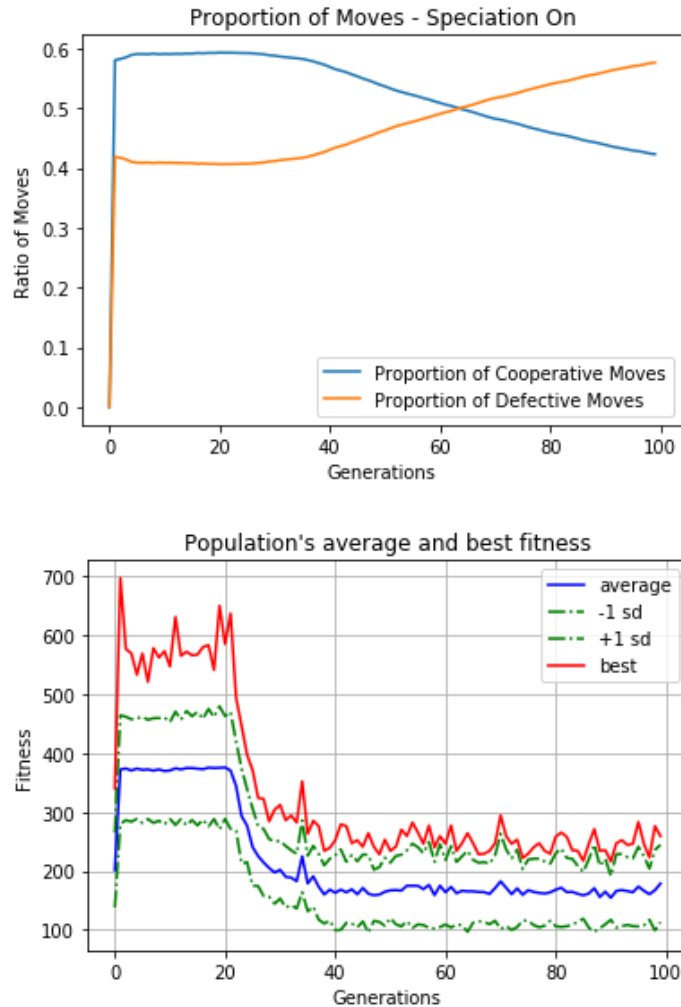 Proportion of Moves - Speciation On
0.6
0.5
0.4
0.3
0.2
0.1
0.0
Ratio of Moves
Proportion of Cooperative Moves
Proportion of Defective Moves
0 20 40 60 80 100
Generations
Population's average and best fitness
700
600
500
400
300
200
100
Fitness
average
-1 sd
+1 sd
best
0 20 40 60 80 100
Generations